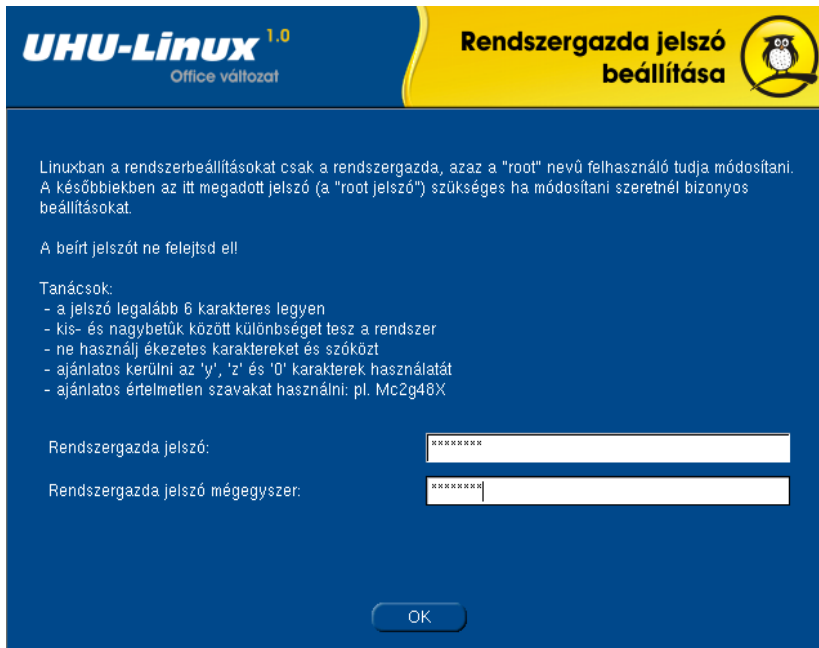 UHU-Linux 1.0
Office változat
Rendszergazda jelszó
beállítása
Linuxban a rendszerbeállításokat csak a rendszergazda, azaz a "root" nevû felhasználó tudja módosítani.
A késõbbiekben az itt megadott jelszó (a "root jelszó") szükséges ha módosítani szeretnél bizonyos
beállításokat.
A beírt jelszót ne felejtsd el!
Tanácsok:
- a jelszó legalább 6 karakteres legyen
- kis- és nagybetûk között különbséget tesz a rendszer
- ne használj ékezetes karaktereket és szóközt
- ajánlatos kerülni az 'y', 'z' és '0' karakterek használatát
- ajánlatos értelmetlen szavakat használni: pl. Mc2g48X
Rendszergazda jelszó:
********
Rendszergazda jelszó mégegyszer:
********
OK